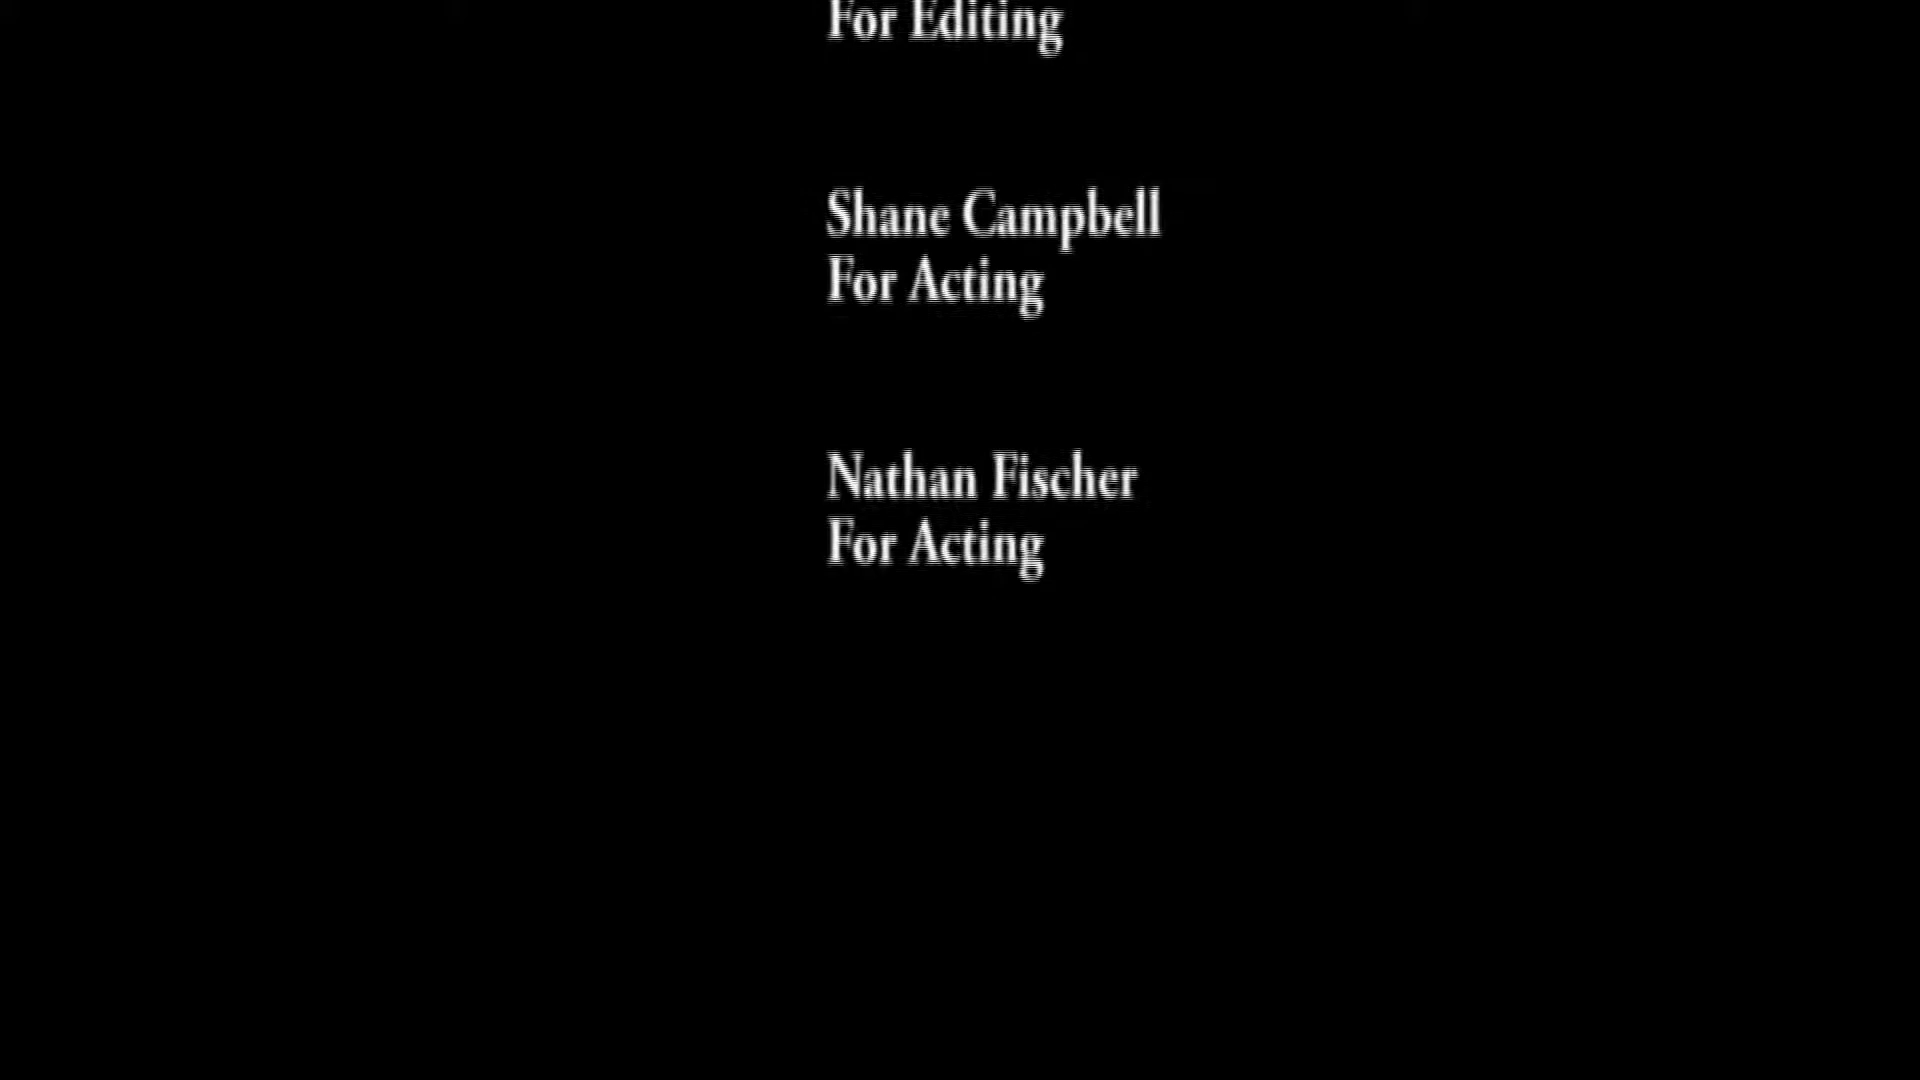 For Editing
Shane Campbell
For Acting
Nathan Fischer
For Acting